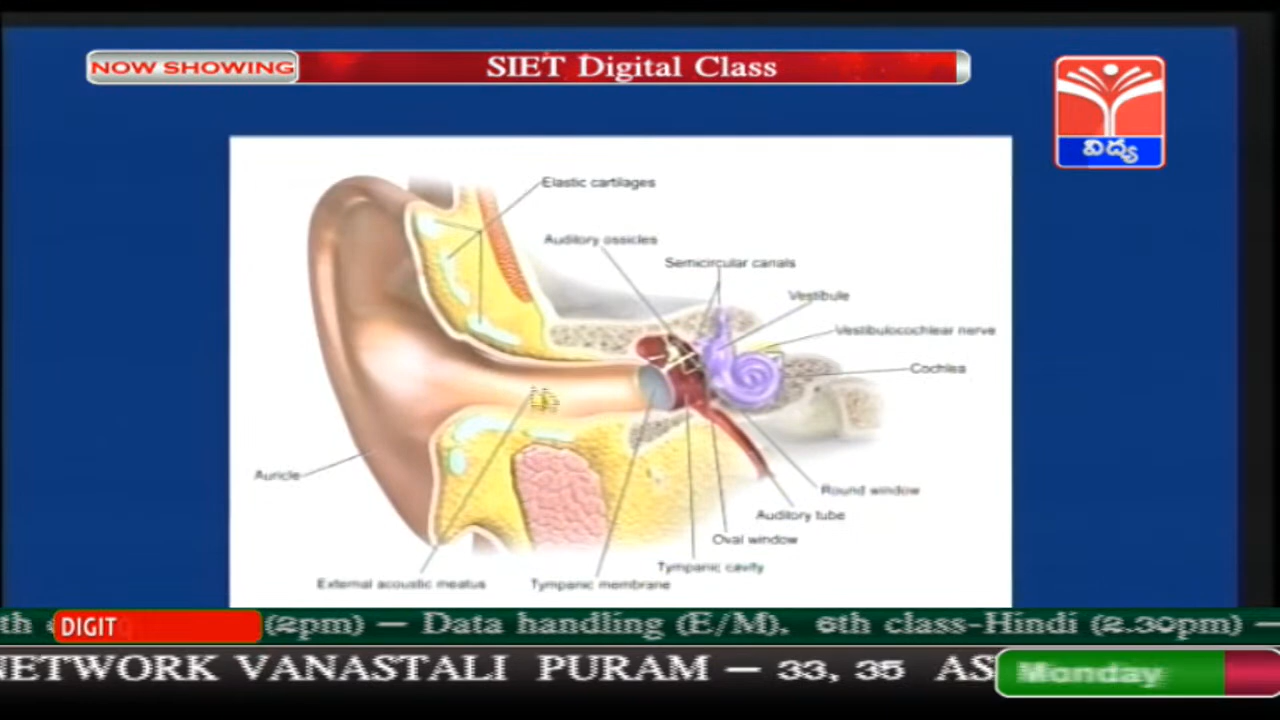 NOW SHOWING
SIET Digital Class
విద్య
Elastic cartilages
Auditory ossicles
Semicircular canals
Vestibule
Vestibulocochlear nerve
Cochlea
Auricle
Round window
Auditory tube
Oval window
Tympanic cavity
External acoustic meatus
Tympanic membrane
th
DIGIT
(2pm) – Data handling (E/M), 6th class-Hindi (2.30pm) –
NETWORK VANASTALI PURAM – 33, 35 AS
Monday